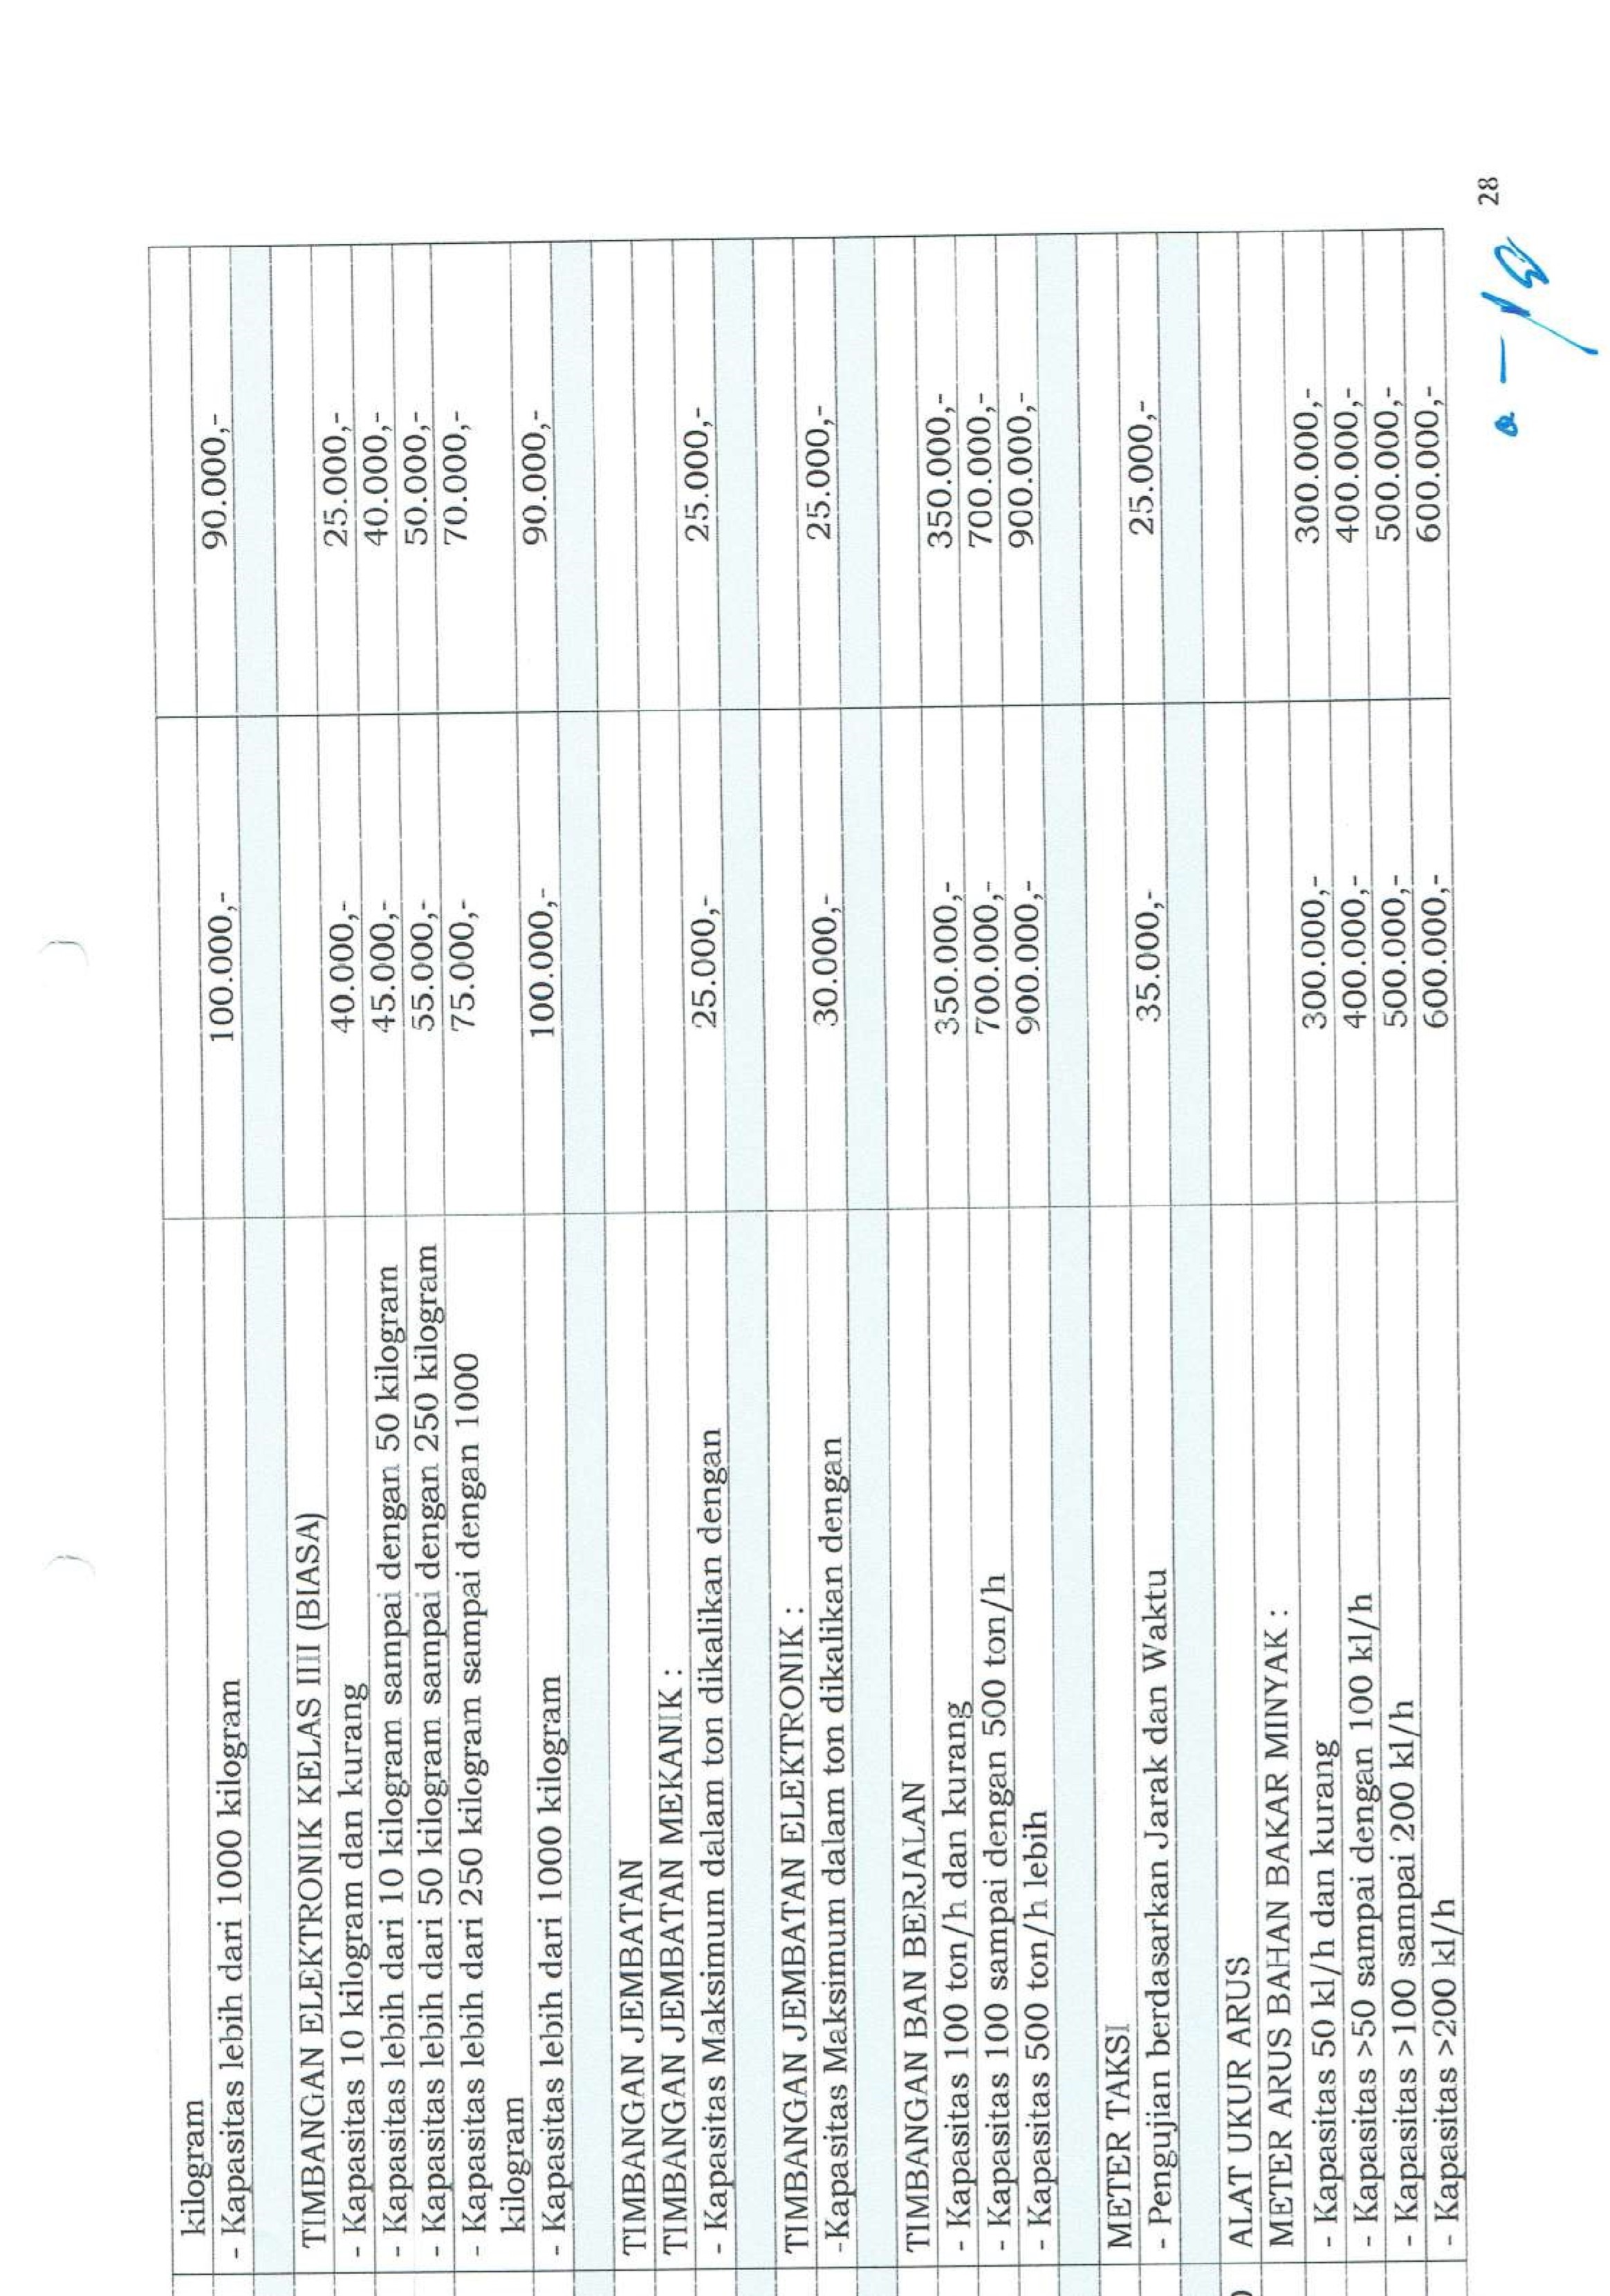 kilogram
- Kapasitas lebih dari 1000 kilogram 100.000,- 90.000,-
TIMBANGAN ELEKTRONIK KELAS IIII (BIASA)
- Kapasitas 10 kilogram dan kurang 40.000,- 25.000,-
- Kapasitas lebih dari 10 kilogram sampai dengan 50 kilogram 45.000,- 40.000,-
- Kapasitas lebih dari 50 kilogram sampai dengan 250 kilogram 55.000,- 50.000,-
- Kapasitas lebih dari 250 kilogram sampai dengan 1000 75.000,- 70.000,-
kilogram
- Kapasitas lebih dari 1000 kilogram 100.000,- 90.000,-
TIMBANGAN JEMBATAN
TIMBANGAN JEMBATAN MEKANIK :
- Kapasitas Maksimum dalam ton dikalikan dengan 25.000,- 25.000,-
TIMBANGAN JEMBATAN ELEKTRONIK :
-Kapasitas Maksimum dalam ton dikalikan dengan 30.000,- 25.000,-
TIMBANGAN BAN BERJALAN
- Kapasitas 100 ton/h dan kurang 350.000,- 350.000,-
- Kapasitas 100 sampai dengan 500 ton/h 700.000,- 700.000,-
- Kapasitas 500 ton/h lebih 900.000,- 900.000,-
METER TAKSI
- Pengujian berdasarkan Jarak dan Waktu 35.000,- 25.000,-
ALAT UKUR ARUS
METER ARUS BAHAN BAKAR MINYAK :
- Kapasitas 50 kl/h dan kurang 300.000,- 300.000,-
- Kapasitas >50 sampai dengan 100 kl/h 400.000,- 400.000,-
- Kapasitas >100 sampai 200 kl/h 500.000,- 500.000,-
- Kapasitas >200 kl/h 600.000,- 600.000,-
28